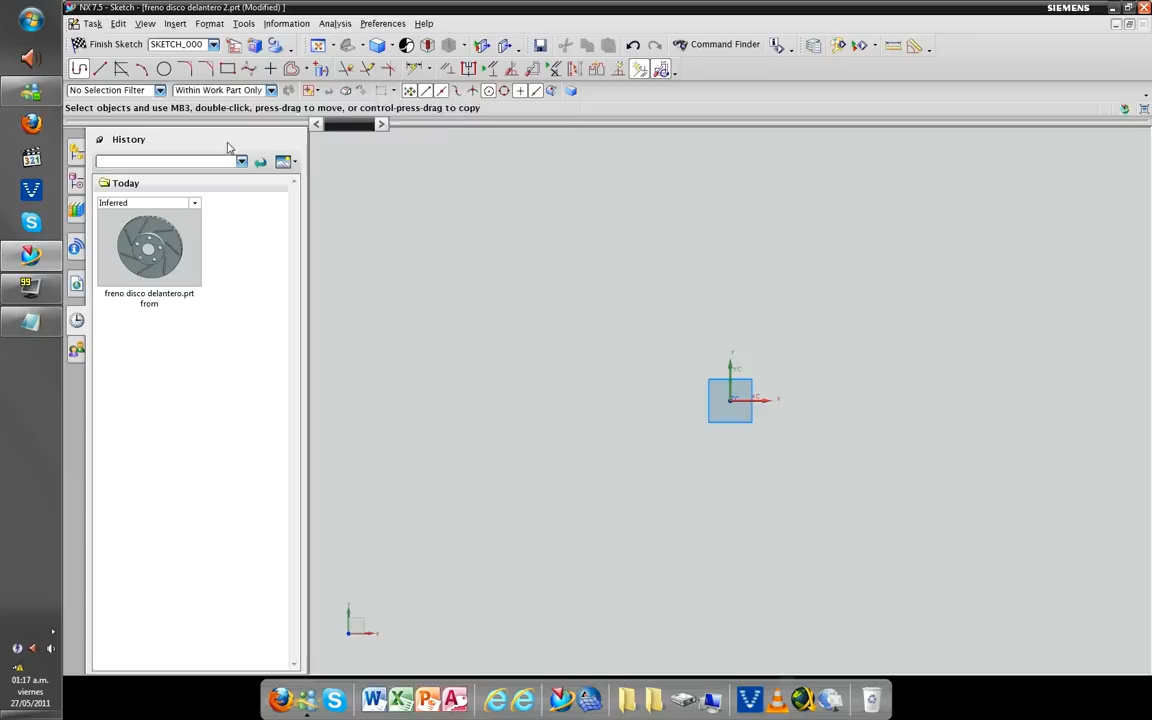 NX 7.5 - Sketch - [freno disco delantero 2.prt (Modified) ]
SIEMENS
Task Edit View Insert Format Tools Information Analysis Preferences Help
Finish Sketch SKETCH_000
Command Finder
No Selection Filter Within Work Part Only
Select objects and use MB3, double-click, press-drag to move, or control-press-drag to copy
History
Today
Inferred
freno disco delantero.prt
from
Y
YC
XC X
01:17 a.m.
viernes
27/05/2011